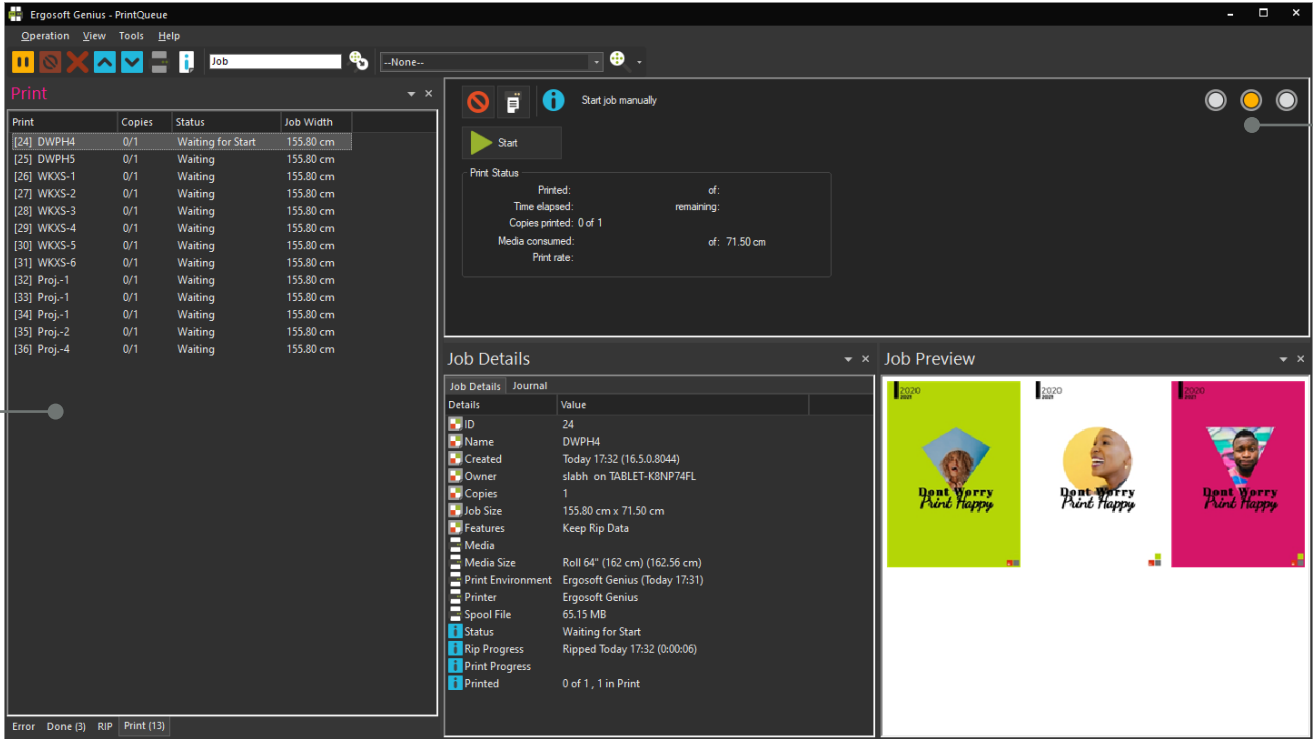 Ergosoft Genius - PrintQueue
Operation View Tools Help
Job --None--
Print
Print Copies Status Job Width
[24] DWPH4 0/1 Waiting for Start 155.80 cm
[25] DWPH5 0/1 Waiting 155.80 cm
[26] WKXS-1 0/1 Waiting 155.80 cm
[27] WKXS-2 0/1 Waiting 155.80 cm
[28] WKXS-3 0/1 Waiting 155.80 cm
[29] WKXS-4 0/1 Waiting 155.80 cm
[30] WKXS-5 0/1 Waiting 155.80 cm
[31] WKXS-6 0/1 Waiting 155.80 cm
[32] Proj.-1 0/1 Waiting 155.80 cm
[33] Proj.-1 0/1 Waiting 155.80 cm
[34] Proj.-1 0/1 Waiting 155.80 cm
[35] Proj.-2 0/1 Waiting 155.80 cm
[36] Proj.-4 0/1 Waiting 155.80 cm
Error Done (3) RIP Print (13)
Start job manually
Start
Print Status
Printed: of:
Time elapsed: remaining:
Copies printed: 0 of 1
Media consumed: of: 71.50 cm
Print rate:
Job Details
Job Details Journal
Details Value
ID 24
Name DWPH4
Created Today 17:32 (16.5.0.8044)
Owner slabh on TABLET-K8NP74FL
Copies 1
Job Size 155.80 cm x 71.50 cm
Features Keep Rip Data
Media
Media Size Roll 64" (162 cm) (162.56 cm)
Print Environment Ergosoft Genius (Today 17:31)
Printer Ergosoft Genius
Spool File 65.15 MB
Status Waiting for Start
Rip Progress Ripped Today 17:32 (0:00:06)
Print Progress
Printed 0 of 1 , 1 in Print
Job Preview
2020
2021
Dont Worry
Print Happy
2020
2021
Dont Worry
Print Happy
2020
2021
Dont Worry
Print Happy